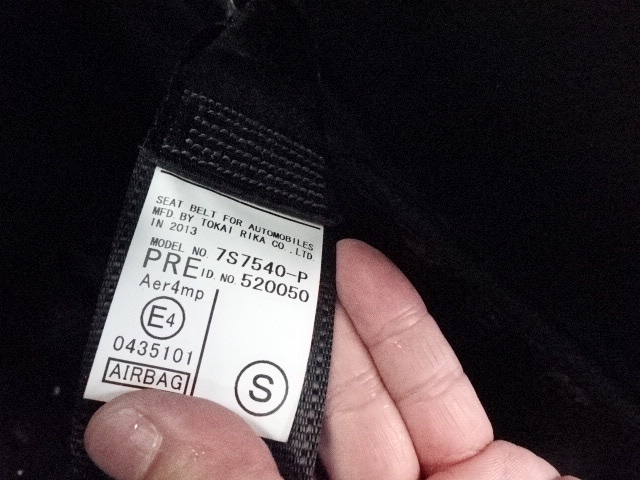 SEAT BELT FOR AUTOMOBILES
MFD BY TOKAI RIKA CO.,LTD.
IN 2013
MODEL NO. 7S7540-P
PRE ID. NO. 520050
Aer4mp
E4
0435101
AIRBAG
S